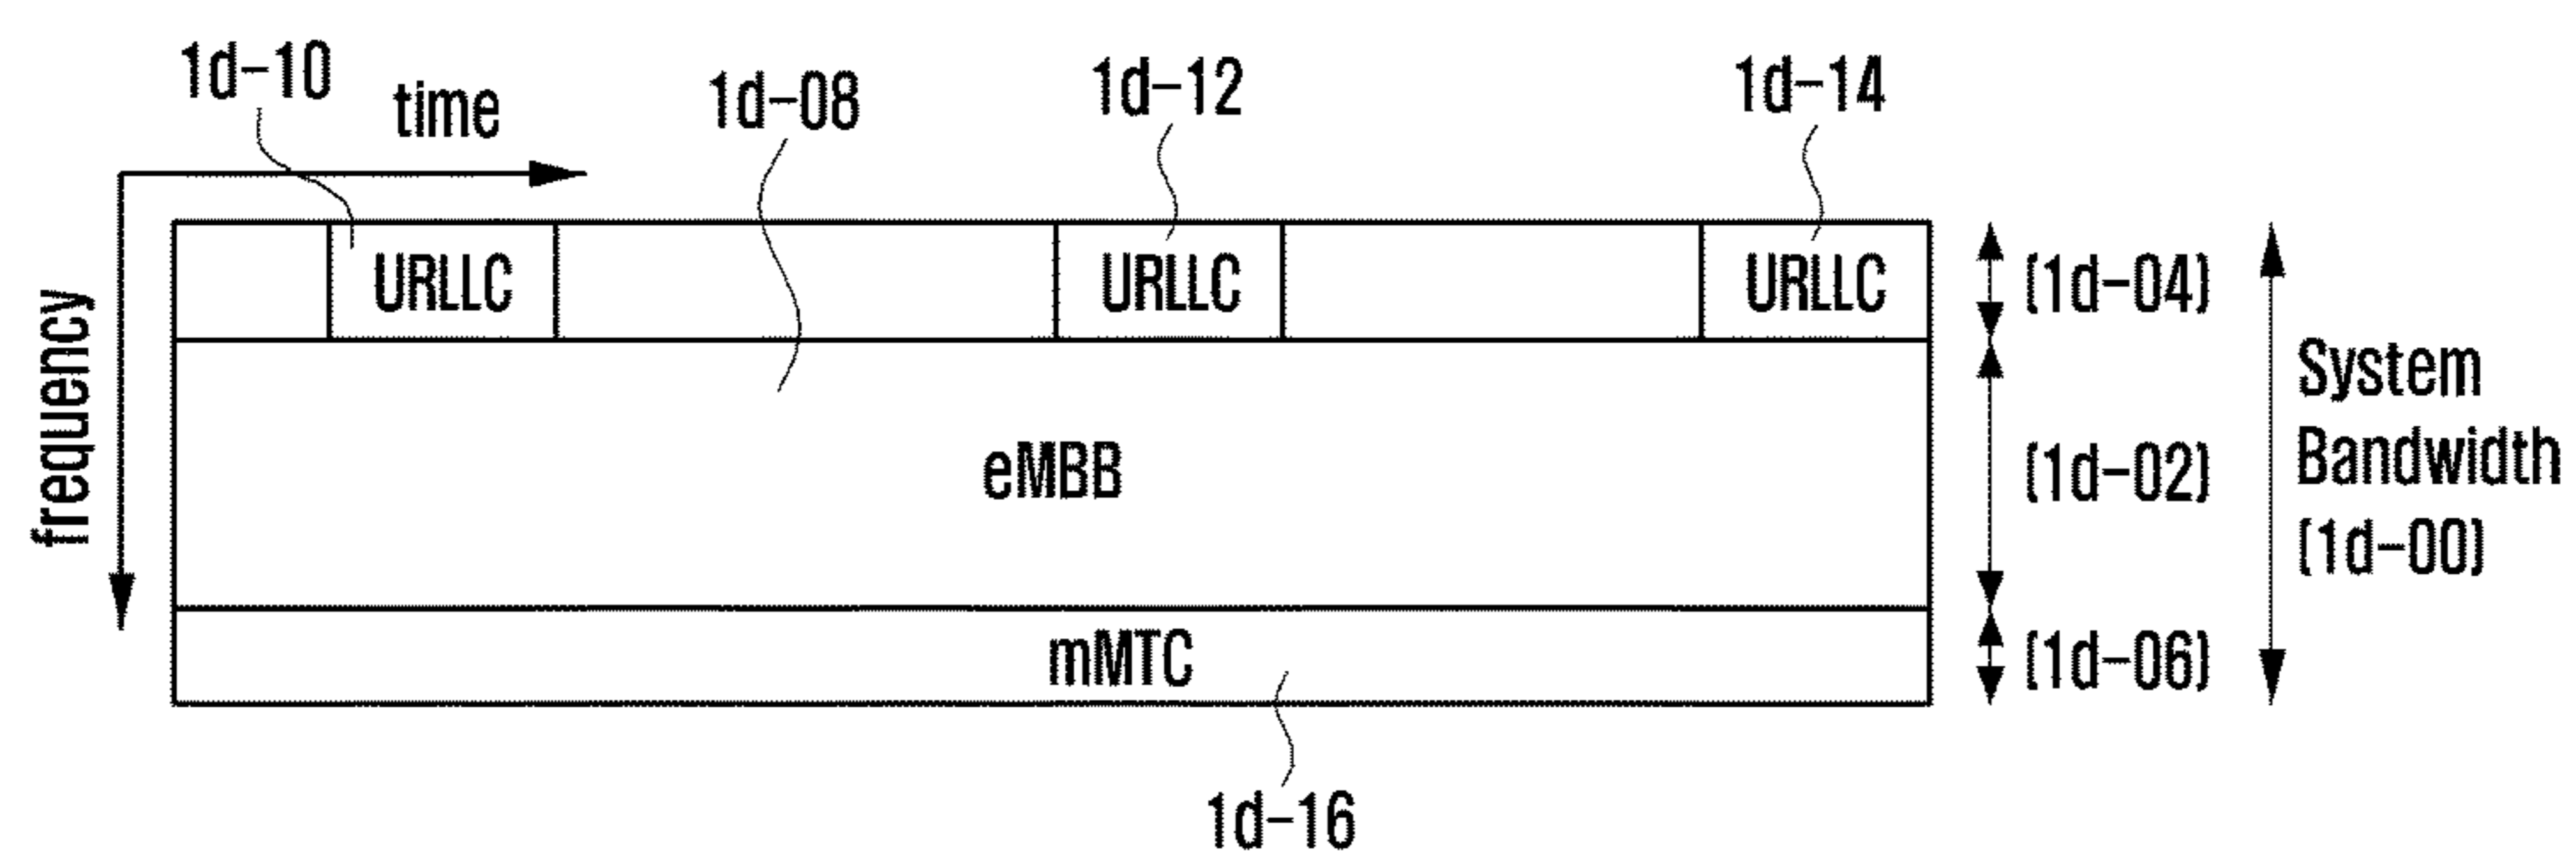 1d-10
time
1d-08
1d-12
1d-14
frequency
URLLC
URLLC
URLLC
(1d-04)
eMBB
(1d-02)
System
Bandwidth
(1d-00)
mMTC
(1d-06)
1d-16